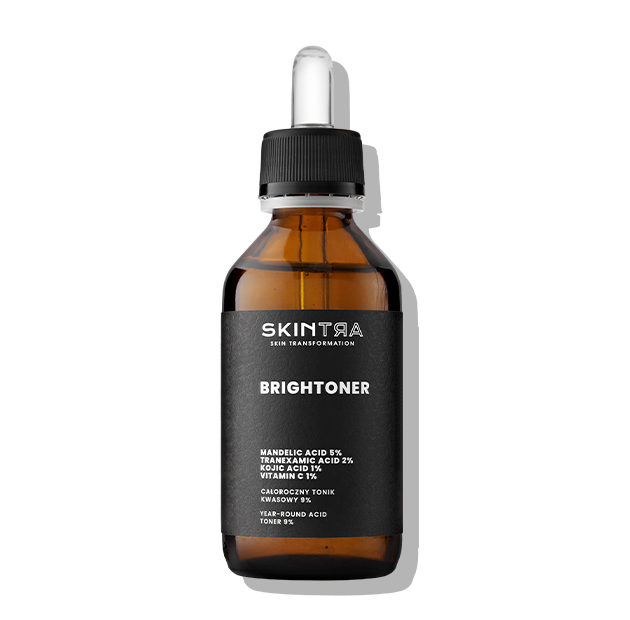 SKINTRA
SKIN TRANSFORMATION
BRIGHTONER
MANDELIC ACID 5%
TRANEXAMIC ACID 2%
KOJIC ACID 1%
VITAMIN C 1%
CAŁOROCZNY TONIK
KWASOWY 9%
YEAR-ROUND ACID
TONER 9%